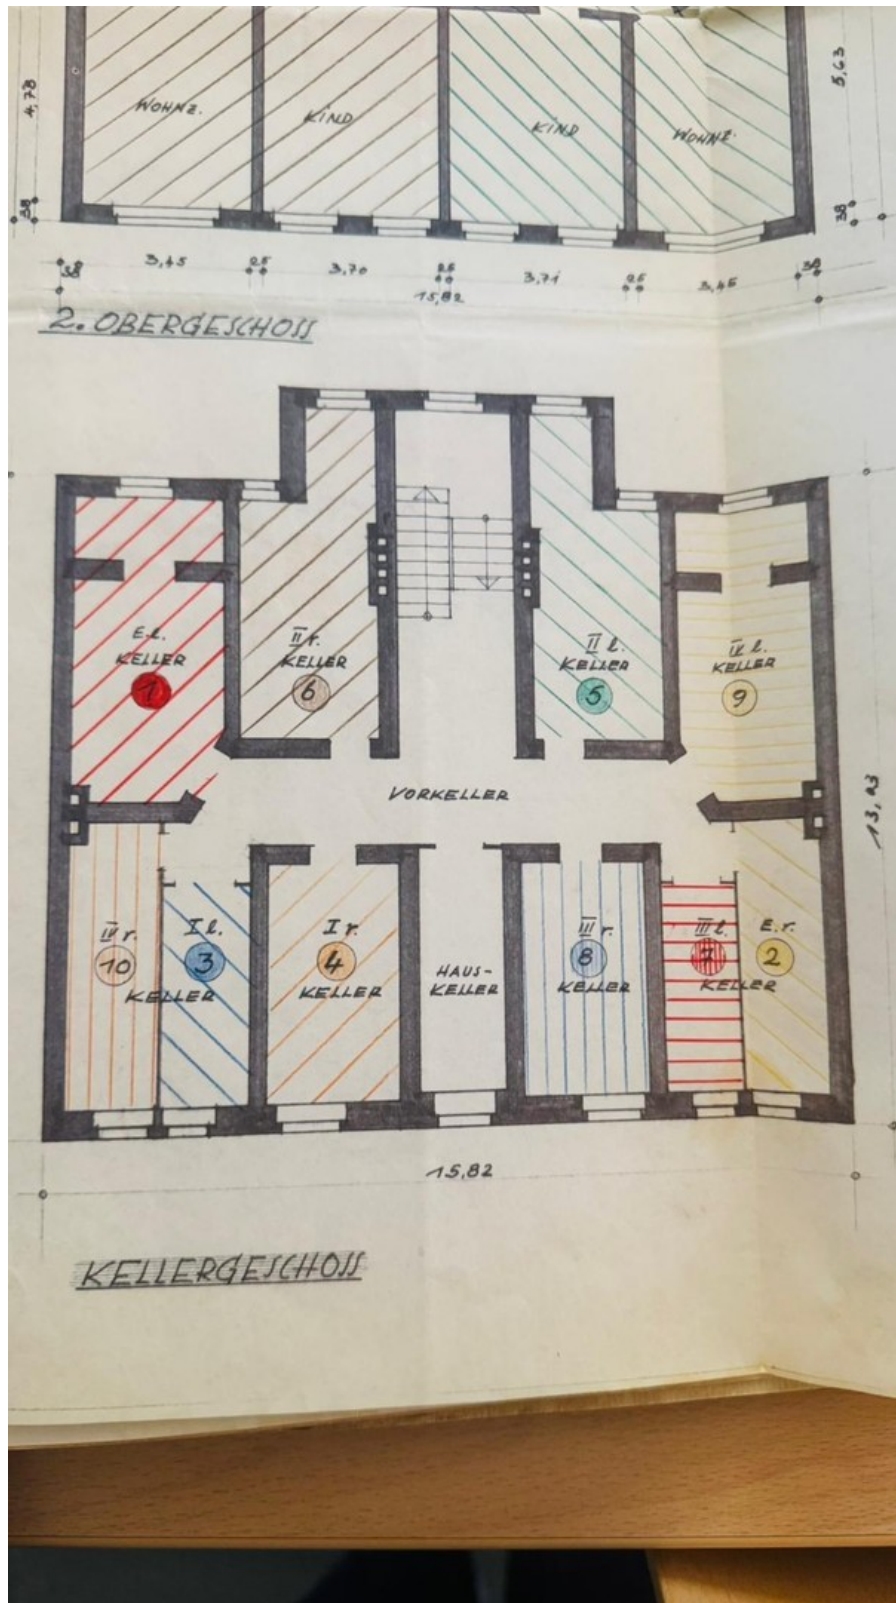 4,78
5,63
WOHNZ.
KIND
KIND
WOHNZ.
38
38
38
3,45
25
3,70
25
3,71
25
3,45
38
15,82
2. OBERGESCHOSS
E.l.
KELLER
1
II r.
KELLER
6
II l.
KELLER
5
IV l.
KELLER
9
VORKELLER
13,03
IV r.
10
I l.
3
KELLER
I r.
4
KELLER
HAUS-
KELLER
III r.
8
KELLER
III l.
7
E.r.
2
KELLER
15,82
KELLERGESCHOSS